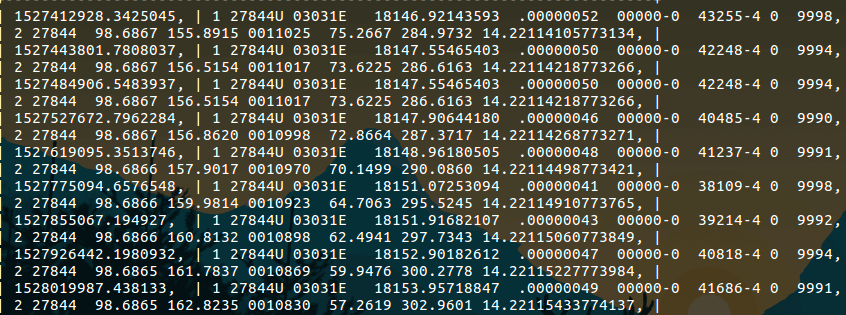 1527412928.3425045, | 1 27844U 03031E   18146.92143593  .00000052  00000-0  43255-4 0  9998,
| 2 27844  98.6867 155.8915 0011025  75.2667 284.9732 14.22114105773134, |
1527443801.7808037, | 1 27844U 03031E   18147.55465403  .00000050  00000-0  42248-4 0  9994,
| 2 27844  98.6867 156.5154 0011017  73.6225 286.6163 14.22114218773266, |
1527484906.5483937, | 1 27844U 03031E   18147.55465403  .00000050  00000-0  42248-4 0  9994,
| 2 27844  98.6867 156.5154 0011017  73.6225 286.6163 14.22114218773266, |
1527527672.7962284, | 1 27844U 03031E   18147.90644180  .00000046  00000-0  40485-4 0  9990,
| 2 27844  98.6867 156.8620 0010998  72.8664 287.3717 14.22114268773271, |
1527619095.3513746, | 1 27844U 03031E   18148.96180505  .00000048  00000-0  41237-4 0  9991,
| 2 27844  98.6867 157.9017 0010970  70.1499 290.0860 14.22114498773421, |
1527775094.6576548, | 1 27844U 03031E   18151.07253094  .00000041  00000-0  38109-4 0  9998,
| 2 27844  98.6866 159.9814 0010923  64.7063 295.5245 14.22114910773765, |
1527855067.194927,  | 1 27844U 03031E   18151.91682107  .00000043  00000-0  39214-4 0  9992,
| 2 27844  98.6866 160.8132 0010898  62.4941 297.7343 14.22115060773849, |
1527926442.1980932, | 1 27844U 03031E   18152.90182612  .00000047  00000-0  40818-4 0  9994,
| 2 27844  98.6865 161.7837 0010869  59.9476 300.2778 14.22115227773984, |
1528019987.438133,  | 1 27844U 03031E   18153.95718847  .00000049  00000-0  41686-4 0  9991,
| 2 27844  98.6865 162.8235 0010830  57.2619 302.9601 14.22115433774137, |